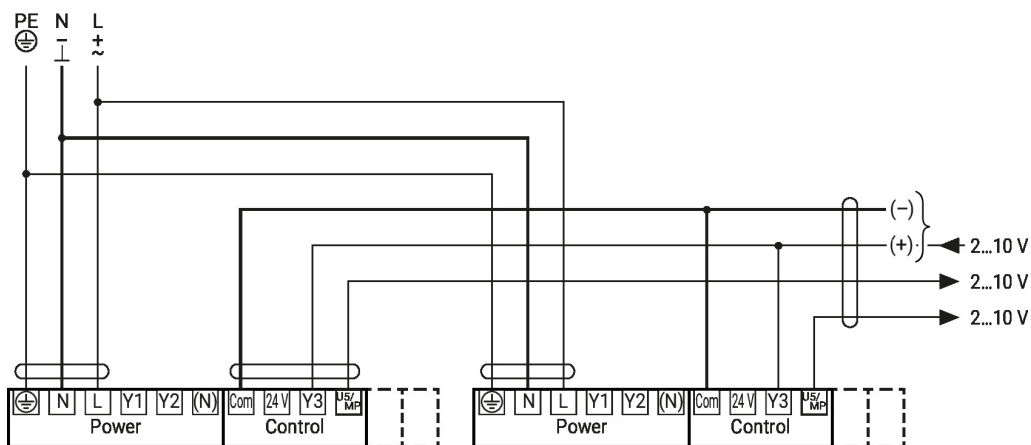 PE N L
− +
⊥ ~
(−)
(+) 2...10 V
2...10 V
2...10 V
N L Y1 Y2 (N) Com 24 V Y3 U5/MP N L Y1 Y2 (N) Com 24 V Y3 U5/MP
Power Control Power Control